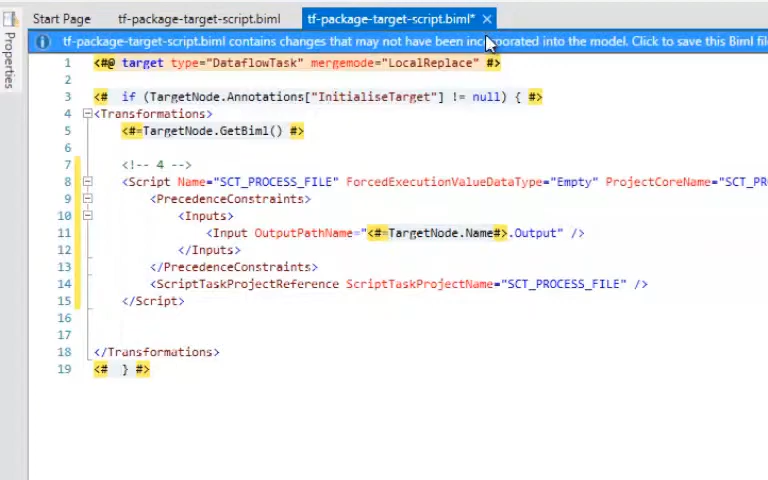 Start Page tf-package-target-script.biml tf-package-target-script.biml* ×
Properties
tf-package-target-script.biml contains changes that may not have been incorporated into the model. Click to save this Biml file
1 <#@ target type="DataflowTask" mergemode="LocalReplace" #>
2
3 <# if (TargetNode.Annotations["InitialiseTarget"] != null) { #>
4 <Transformations>
5 <#=TargetNode.GetBiml() #>
6
7 <!-- 4 -->
8 <Script Name="SCT_PROCESS_FILE" ForcedExecutionValueDataType="Empty" ProjectCoreName="SCT_PRO
9 <PrecedenceConstraints>
10 <Inputs>
11 <Input OutputPathName="<#=TargetNode.Name#>.Output" />
12 </Inputs>
13 </PrecedenceConstraints>
14 <ScriptTaskProjectReference ScriptTaskProjectName="SCT_PROCESS_FILE" />
15 </Script>
16
17
18 </Transformations>
19 <# } #>